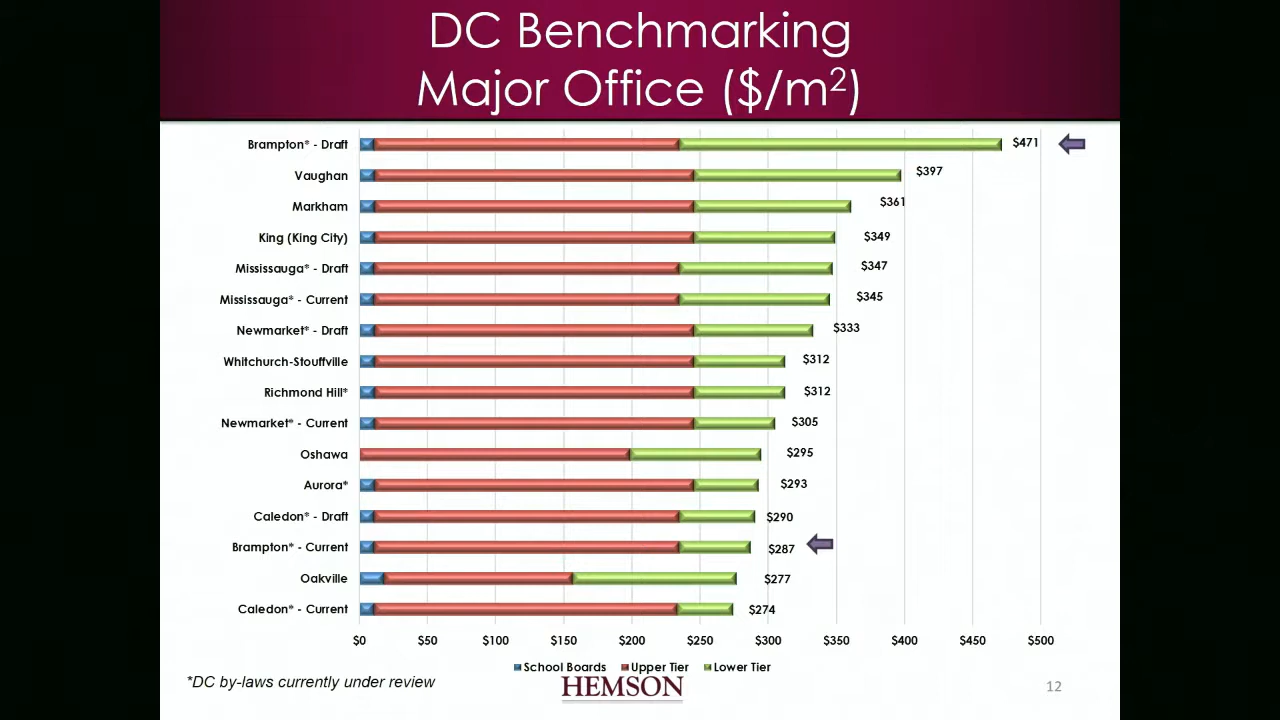 DC Benchmarking
Major Office ($/m²)
Brampton* - Draft $471
Vaughan $397
Markham $361
King (King City) $349
Mississauga* - Draft $347
Mississauga* - Current $345
Newmarket* - Draft $333
Whitchurch-Stouffville $312
Richmond Hill* $312
Newmarket* - Current $305
Oshawa $295
Aurora* $293
Caledon* - Draft $290
Brampton* - Current $287
Oakville $277
Caledon* - Current $274
$0 $50 $100 $150 $200 $250 $300 $350 $400 $450 $500
School Boards Upper Tier Lower Tier
*DC by-laws currently under review
HEMSON
12